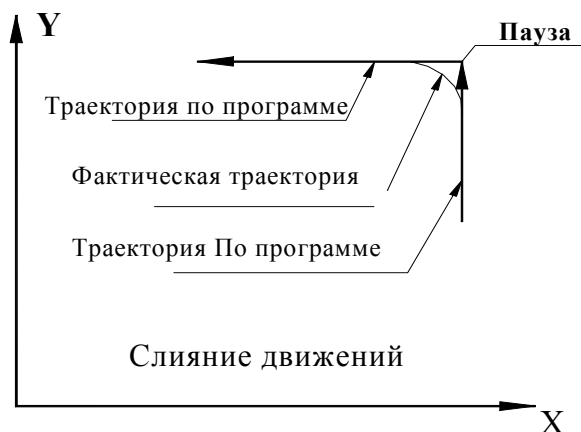 Y
Пауза
Траектория по программе
Фактическая траектория
Траектория По программе
Слияние движений
X